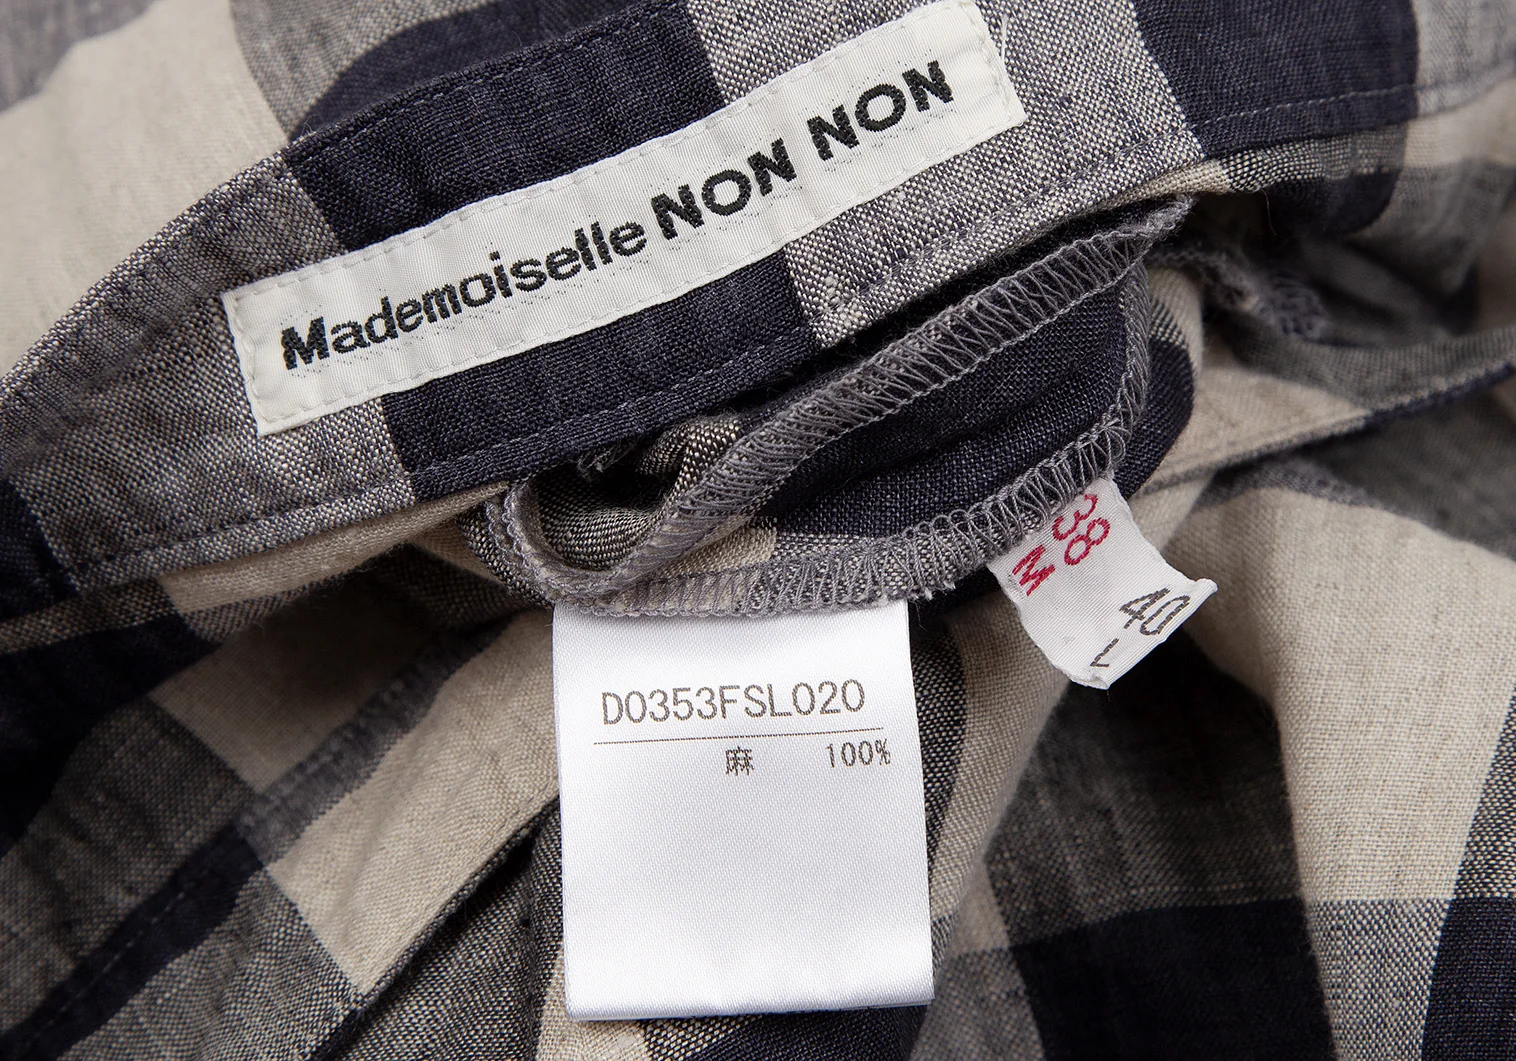 Mademoiselle NON NON
38
M
40
L
D0353FSL020
麻 100%